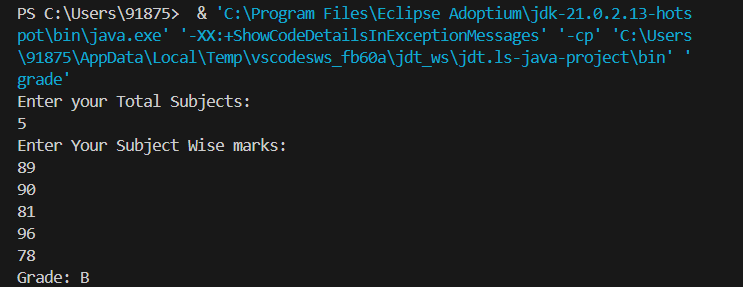 PS C:\Users\91875>  & 'C:\Program Files\Eclipse Adoptium\jdk-21.0.2.13-hots
pot\bin\java.exe' '-XX:+ShowCodeDetailsInExceptionMessages' '-cp' 'C:\Users
\91875\AppData\Local\Temp\vscodesws_fb60a\jdt_ws\jdt.ls-java-project\bin' '
grade'
Enter your Total Subjects:
5
Enter Your Subject Wise marks:
89
90
81
96
78
Grade: B